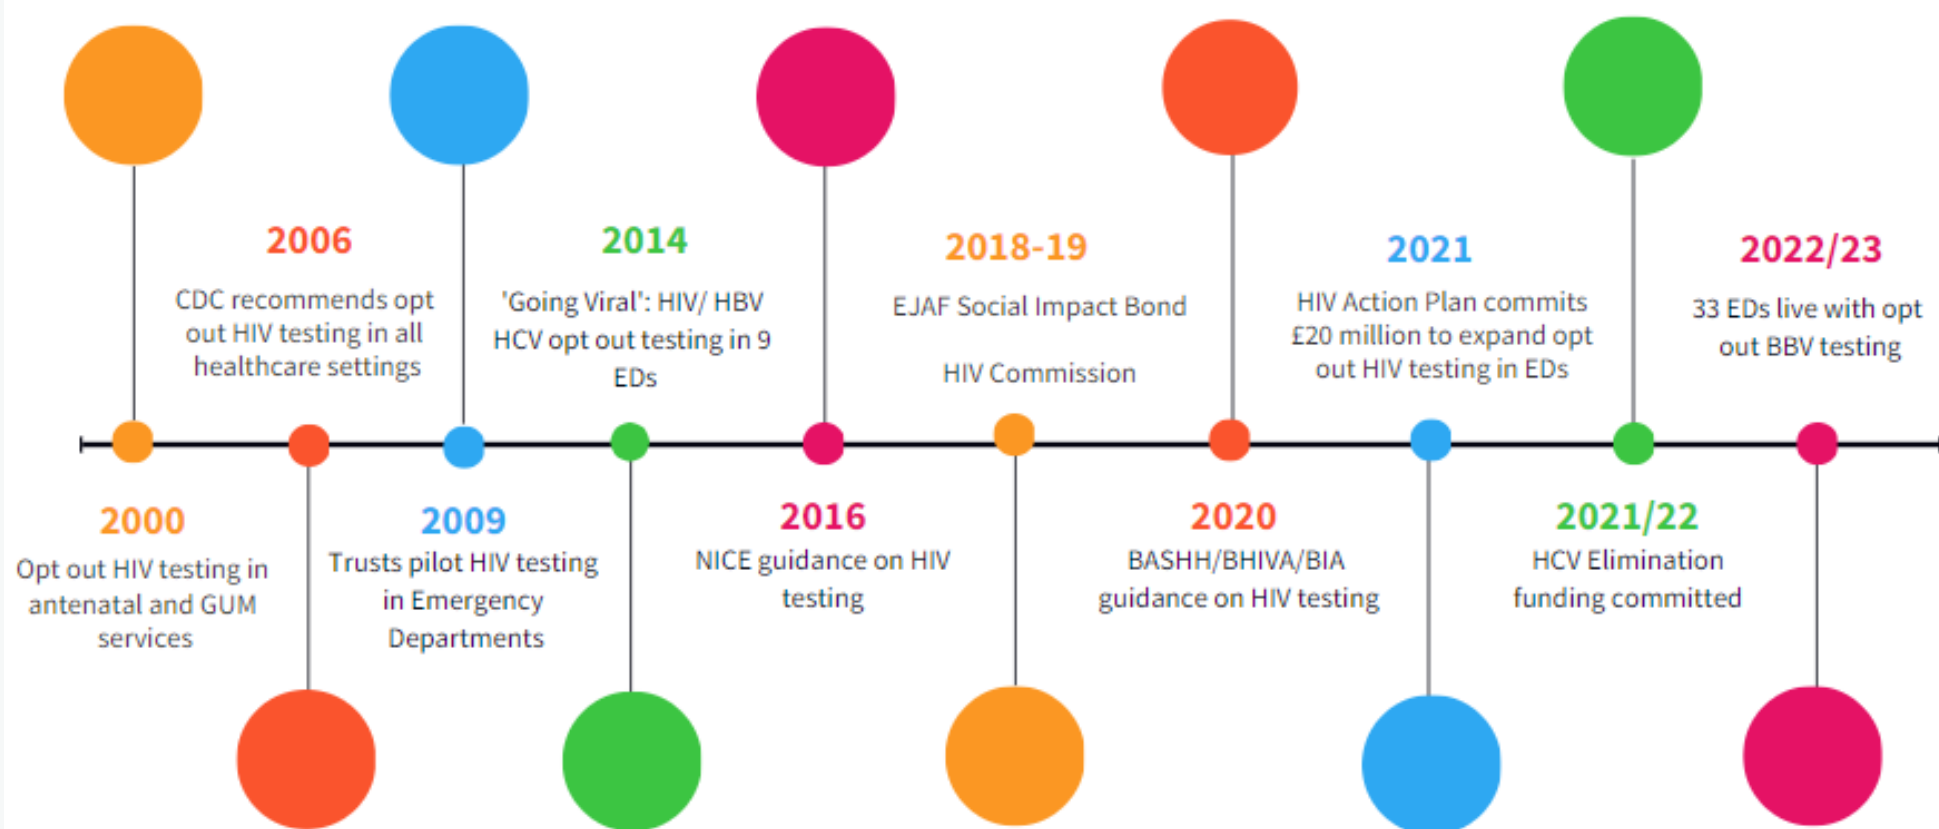 2000
Opt out HIV testing in
antenatal and GUM
services
2006
CDC recommends opt
out HIV testing in all
healthcare settings
2009
Trusts pilot HIV testing
in Emergency
Departments
2014
'Going Viral': HIV/ HBV
HCV opt out testing in 9
EDs
2016
NICE guidance on HIV
testing
2018-19
EJAF Social Impact Bond
HIV Commission
2020
BASHH/BHIVA/BIA
guidance on HIV testing
2021
HIV Action Plan commits
£20 million to expand opt
out HIV testing in EDs
2021/22
HCV Elimination
funding committed
2022/23
33 EDs live with opt
out BBV testing